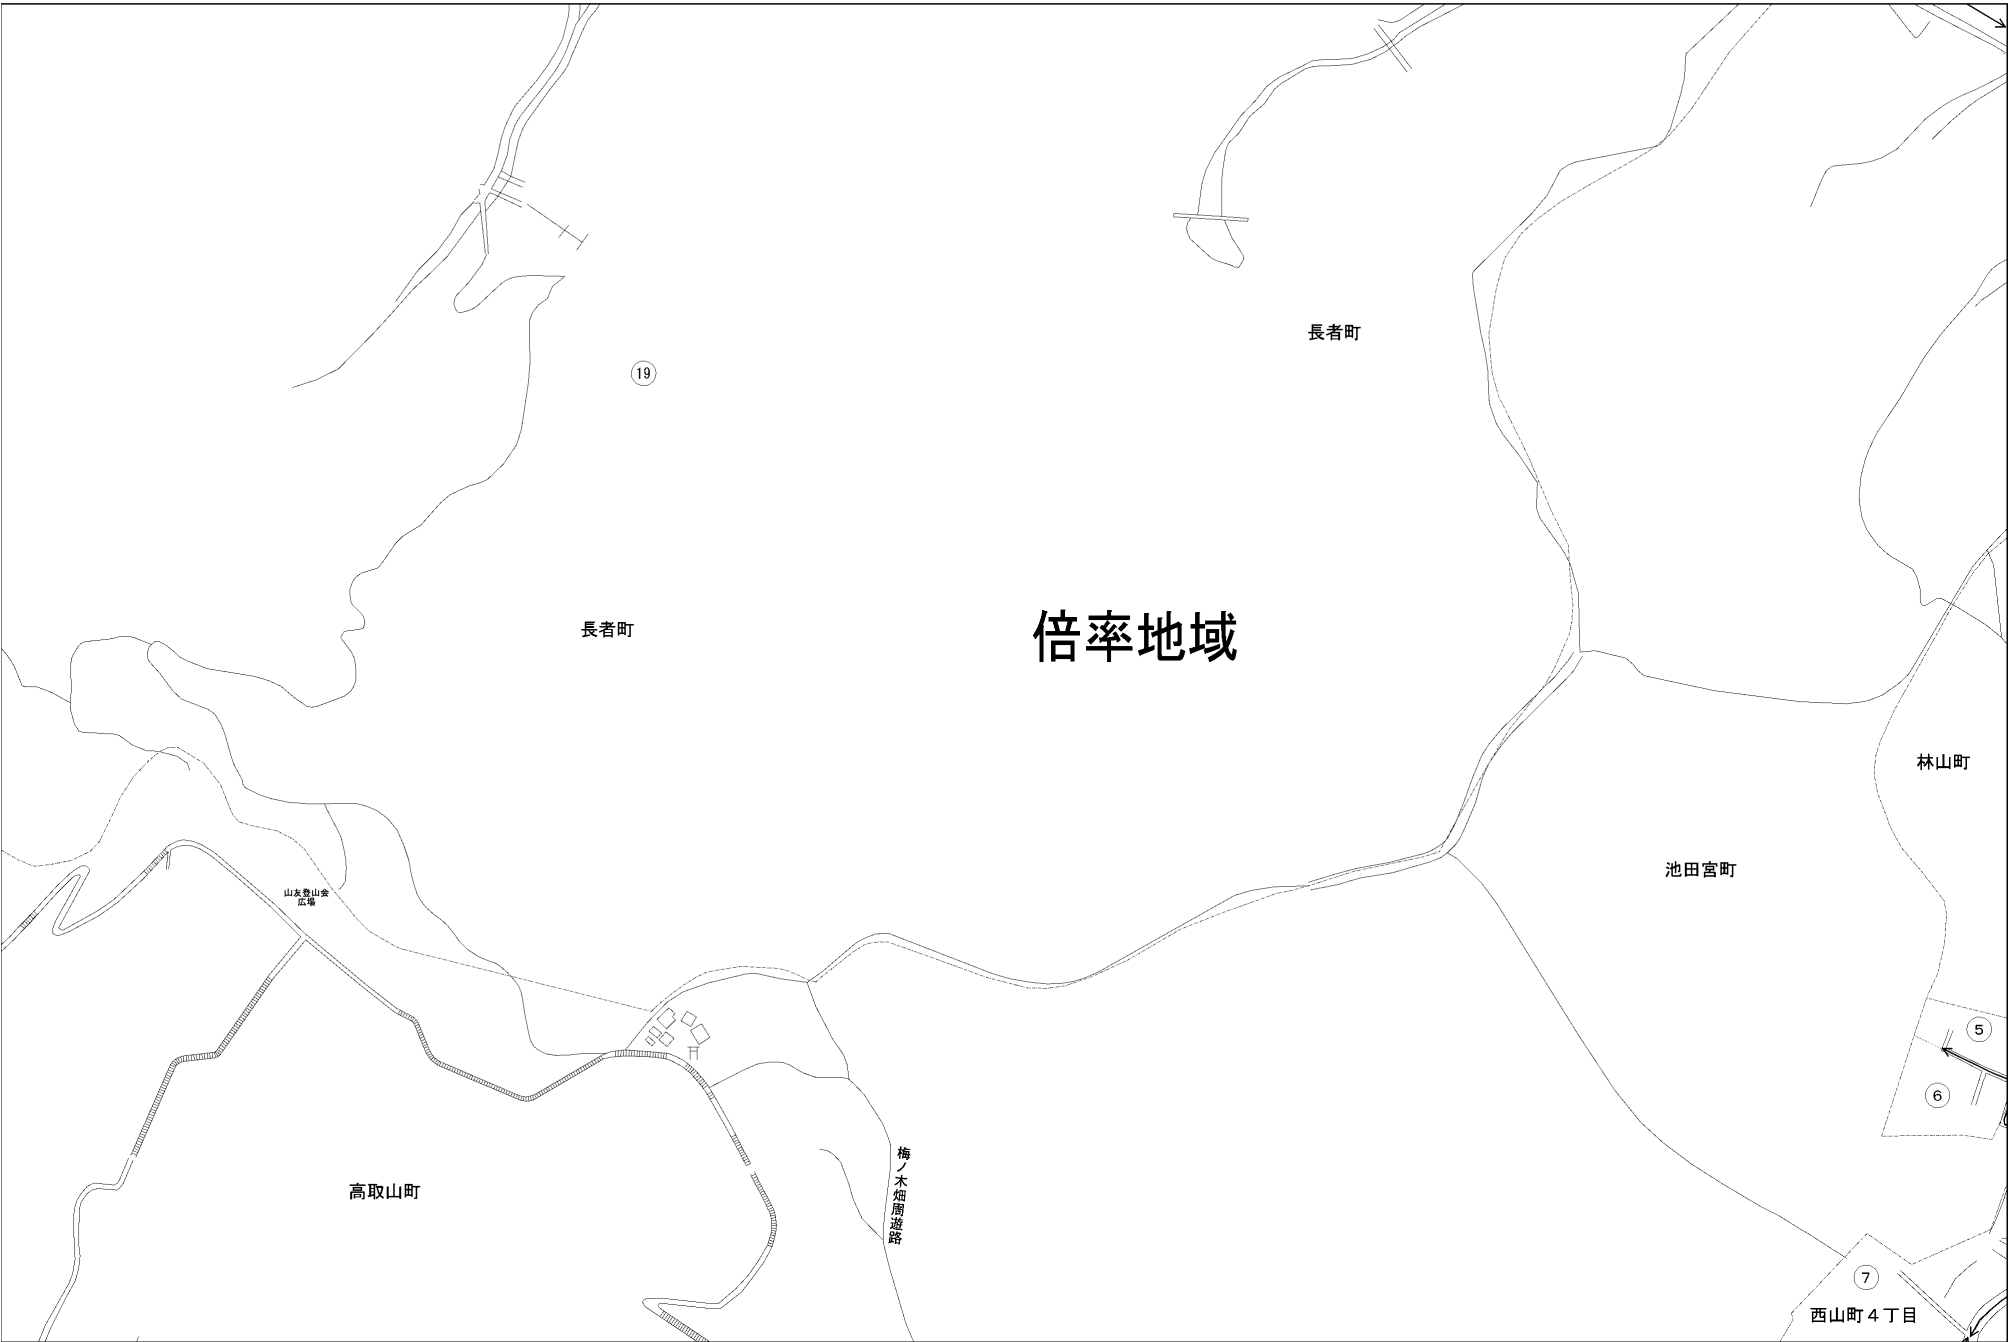 長者町
⑲
長者町
倍率地域
林山町
池田宮町
山友登山会
広場
⑤
⑥
梅ノ木畑周遊路
高取山町
⑦
西山町4丁目